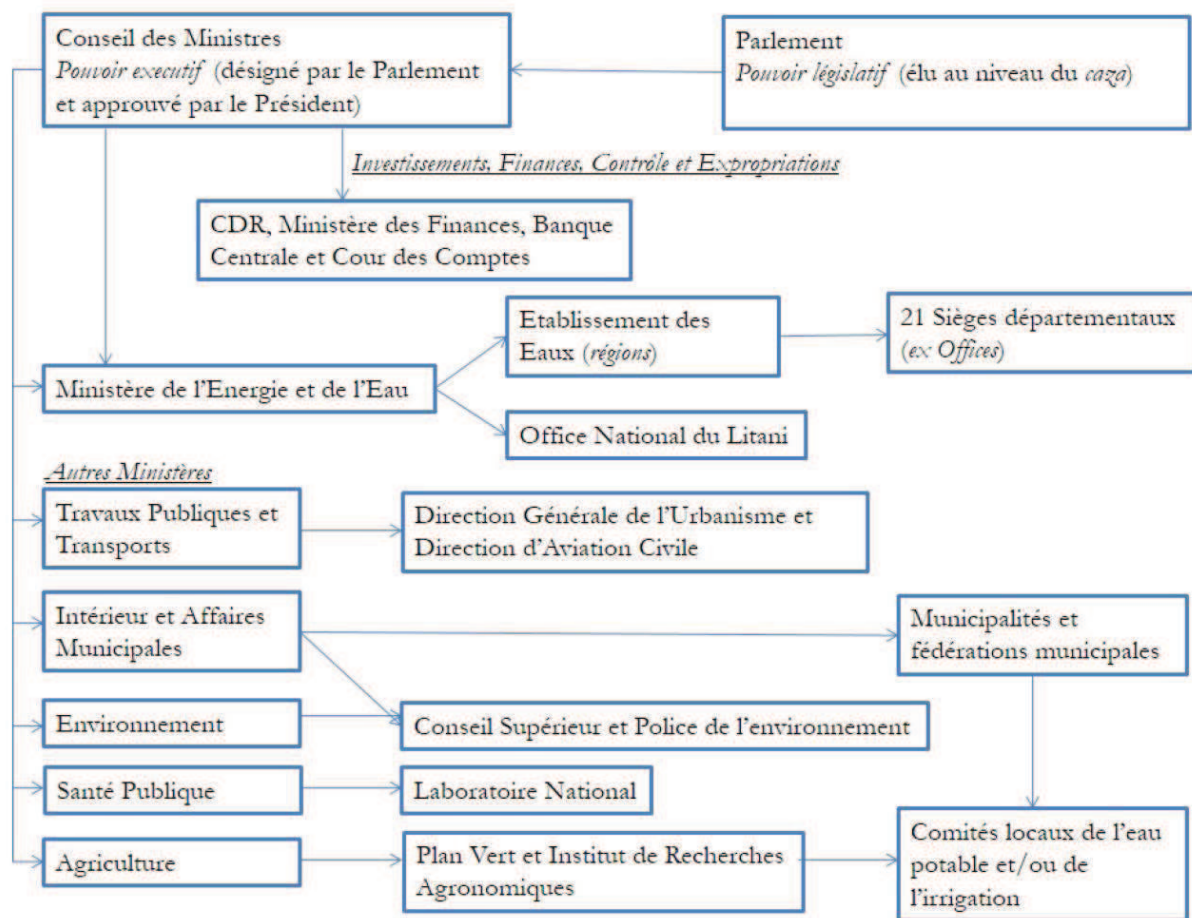 Conseil des Ministres
Pouvoir executif (désigné par le Parlement
et approuvé par le Président)
Parlement
Pouvoir législatif (élu au niveau du caza)
Investissements, Finances, Contrôle et Expropriations
CDR, Ministère des Finances, Banque
Centrale et Cour des Comptes
Etablissement des
Eaux (régions)
21 Sièges départementaux
(ex Offices)
Ministère de l'Energie et de l'Eau
Office National du Litani
Autres Ministères
Travaux Publiques et
Transports
Direction Générale de l'Urbanisme et
Direction d'Aviation Civile
Intérieur et Affaires
Municipales
Municipalités et
fédérations municipales
Environnement
Conseil Supérieur et Police de l'environnement
Santé Publique
Laboratoire National
Agriculture
Plan Vert et Institut de Recherches
Agronomiques
Comités locaux de l'eau
potable et/ou de
l'irrigation